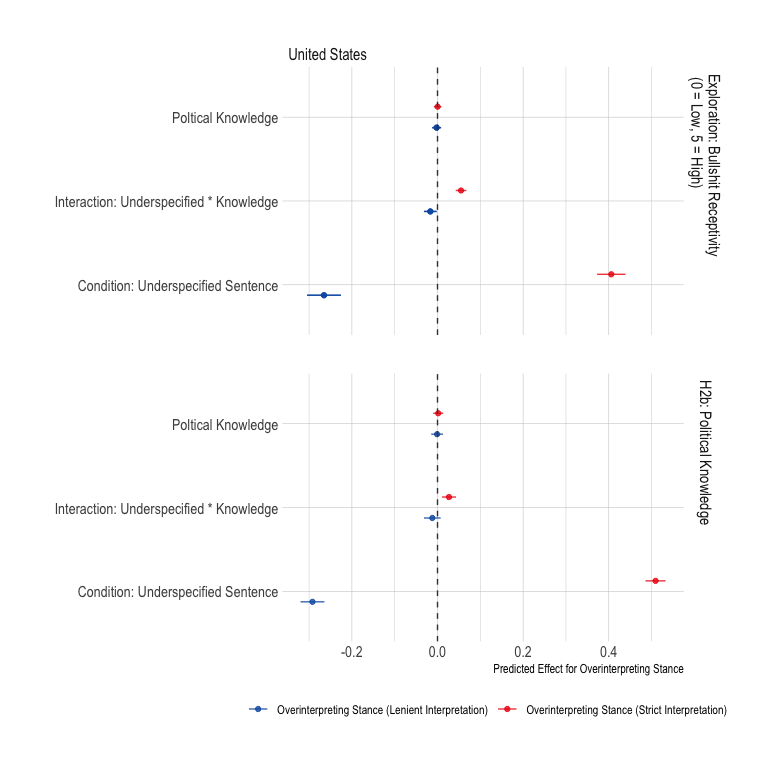 United States
Poltical Knowledge
Interaction: Underspecified * Knowledge
Condition: Underspecified Sentence
Exploration: Bullshit Receptivity
(0 = Low, 5 = High)
Poltical Knowledge
Interaction: Underspecified * Knowledge
Condition: Underspecified Sentence
H2b: Political Knowledge
-0.2 0.0 0.2 0.4
Predicted Effect for Overinterpreting Stance
Overinterpreting Stance (Lenient Interpretation) Overinterpreting Stance (Strict Interpretation)